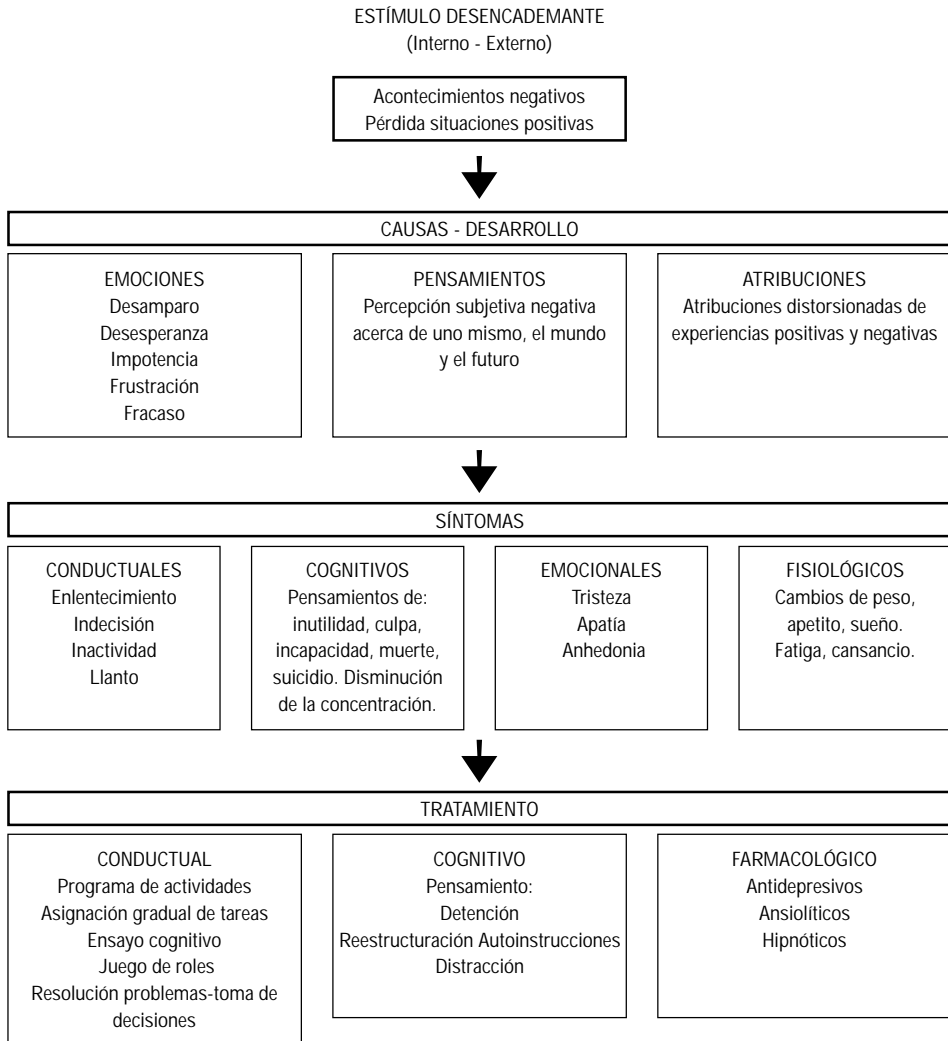 ESTÍMULO DESENCADEMANTE
(Interno - Externo)
Acontecimientos negativos
Pérdida situaciones positivas
CAUSAS - DESARROLLO
EMOCIONES
Desamparo
Desesperanza
Impotencia
Frustración
Fracaso
PENSAMIENTOS
Percepción subjetiva negativa
acerca de uno mismo, el mundo
y el futuro
ATRIBUCIONES
Atribuciones distorsionadas de
experiencias positivas y negativas
SÍNTOMAS
CONDUCTUALES
Enlentecimiento
Indecisión
Inactividad
Llanto
COGNITIVOS
Pensamientos de:
inutilidad, culpa,
incapacidad, muerte,
suicidio. Disminución
de la concentración.
EMOCIONALES
Tristeza
Apatía
Anhedonia
FISIOLÓGICOS
Cambios de peso,
apetito, sueño.
Fatiga, cansancio.
TRATAMIENTO
CONDUCTUAL
Programa de actividades
Asignación gradual de tareas
Ensayo cognitivo
Juego de roles
Resolución problemas-toma de
decisiones
COGNITIVO
Pensamiento:
Detención
Reestructuración Autoinstrucciones
Distracción
FARMACOLÓGICO
Antidepresivos
Ansiolíticos
Hipnóticos